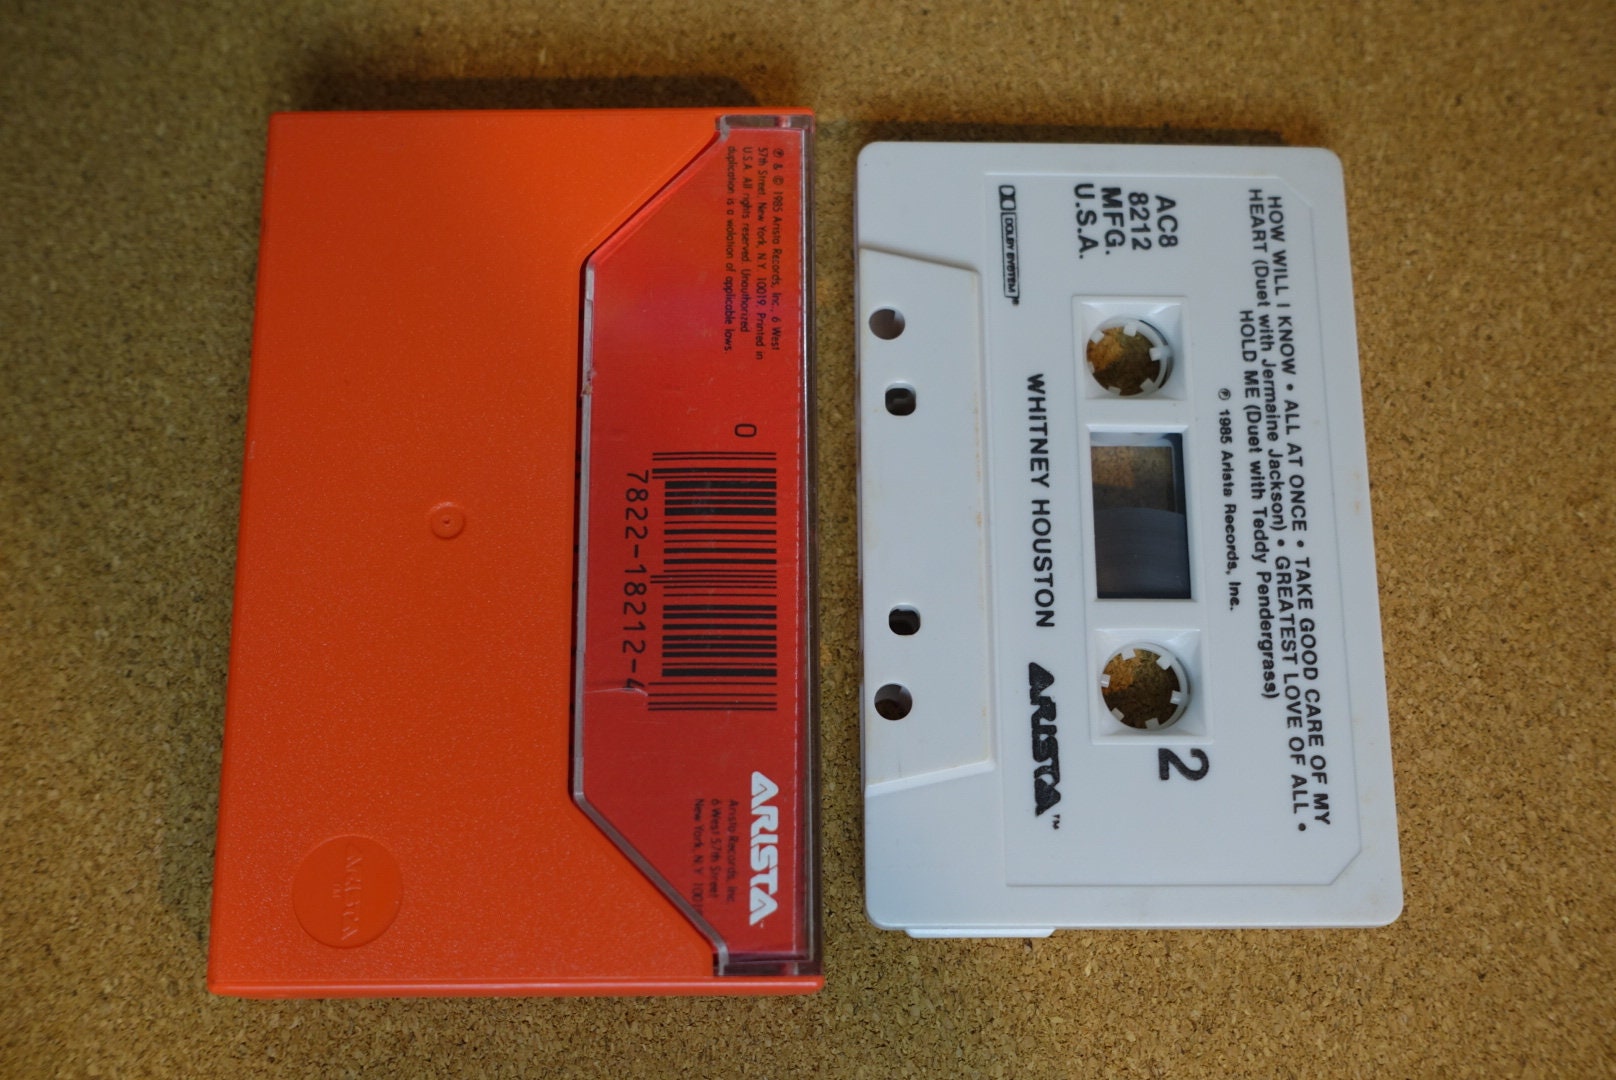 ℗ & © 1985 Arista Records, Inc., 6 West
57th Street, New York, N.Y. 10019. Printed in
U.S.A. All rights reserved. Unauthorized
duplication is a violation of applicable laws.
0
7822-18212-4
ARISTA™
Arista Records, Inc.
6 West 57th Street
New York, N.Y. 10019
ARISTA
HOW WILL I KNOW • ALL AT ONCE • TAKE GOOD CARE OF MY
HEART (Duet with Jermaine Jackson) • GREATEST LOVE OF ALL •
HOLD ME (Duet with Teddy Pendergrass)
℗ 1985 Arista Records, Inc.
AC8
8212
MFG.
U.S.A.
2
DOLBY SYSTEM®
WHITNEY HOUSTON
ARISTA™